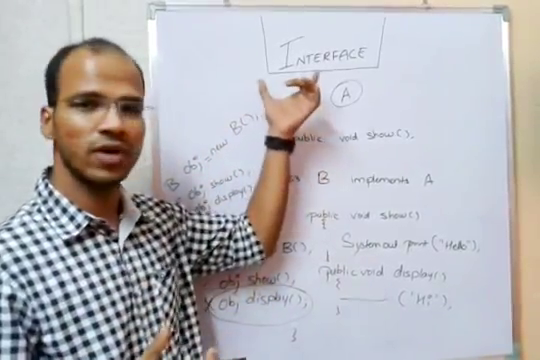 INTERFACE
A
B obj = new B();
public void show();
obj.show();
obj.display();
B implements A
public void show()
{
B();
System out print ("Hello");
}
obj show();
public void display()
{
x obj display();
("Hi");
}
}